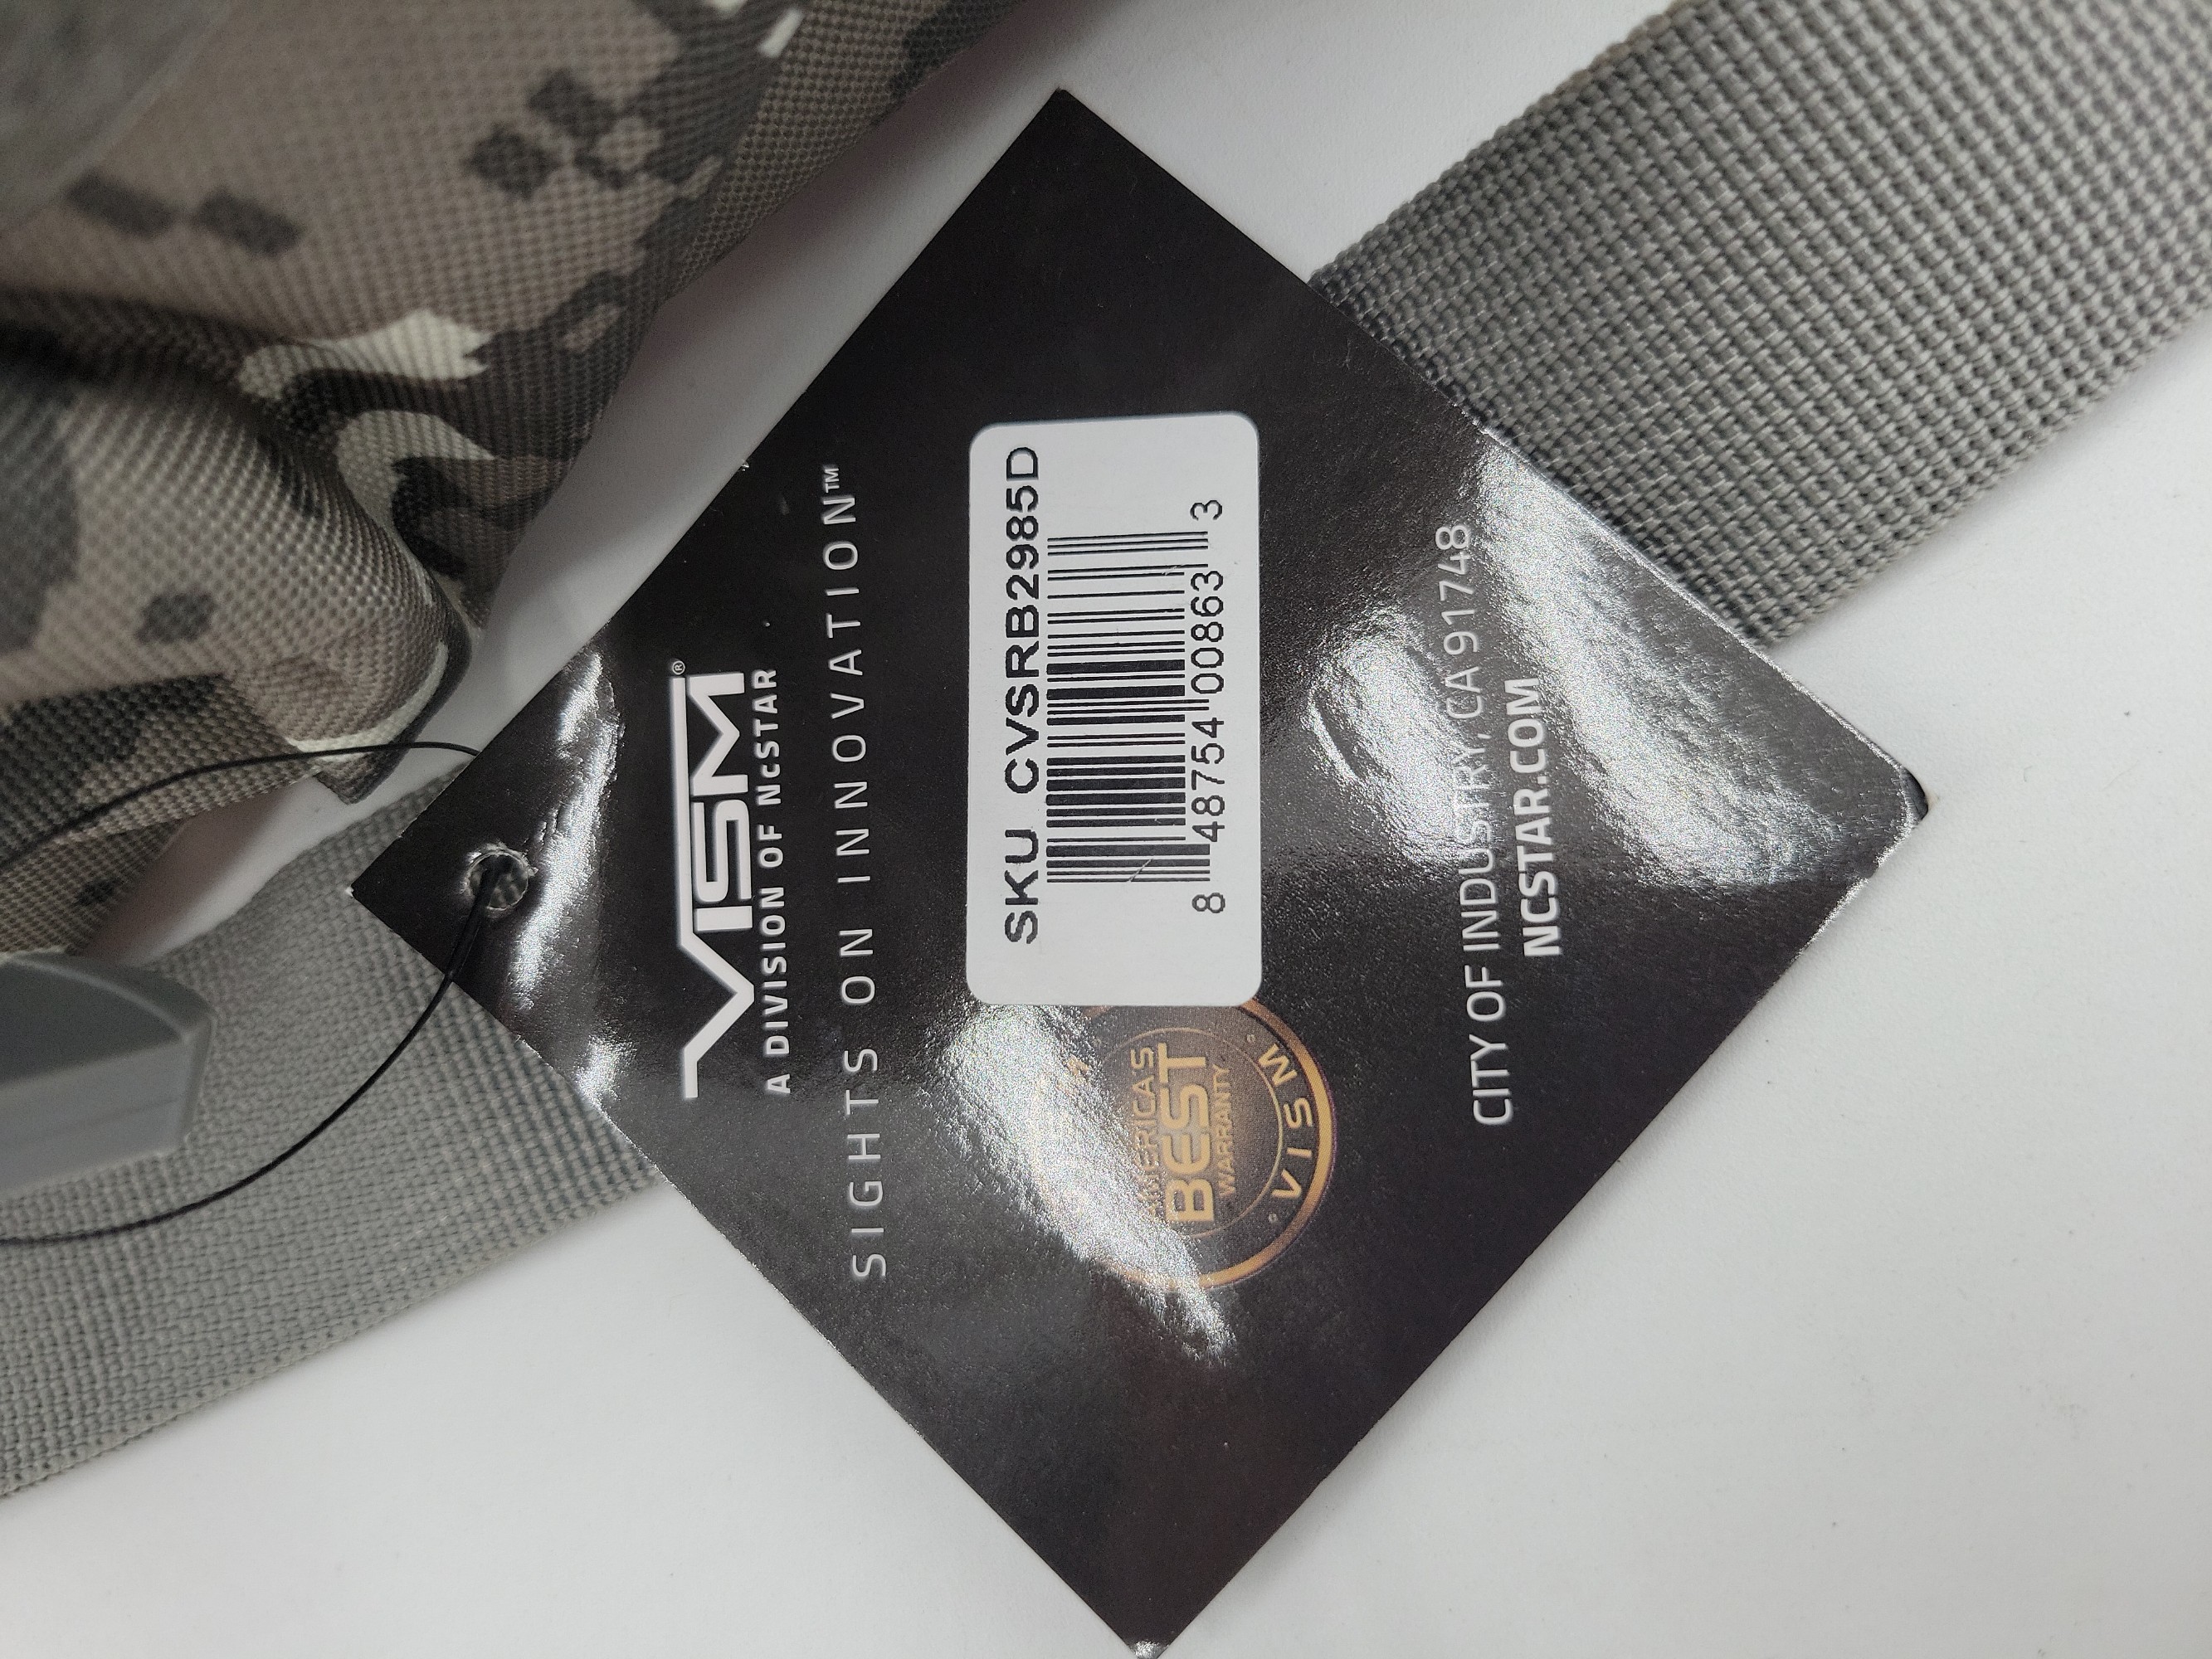 VISM®
A DIVISION OF NcSTAR
SIGHTS ON INNOVATION™
SKU CVSRB2985D
8 48754 00863 3
AMERICA'S
BEST
WARRANTY
VISM
CITY OF INDUSTRY, CA 91748
NCSTAR.COM